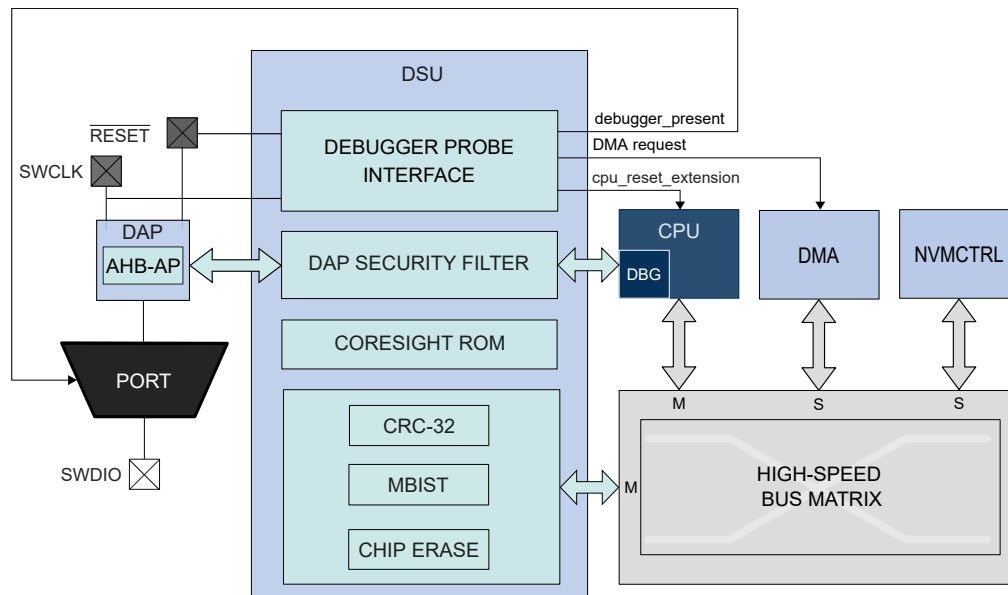 DSU
debugger_present
RESET
DEBUGGER PROBE
INTERFACE
DMA request
SWCLK
cpu_reset_extension
DAP
AHB-AP
DAP SECURITY FILTER
CPU
DBG
DMA
NVMCTRL
CORESIGHT ROM
PORT
M
S
S
CRC-32
SWDIO
MBIST
M
HIGH-SPEED
BUS MATRIX
CHIP ERASE